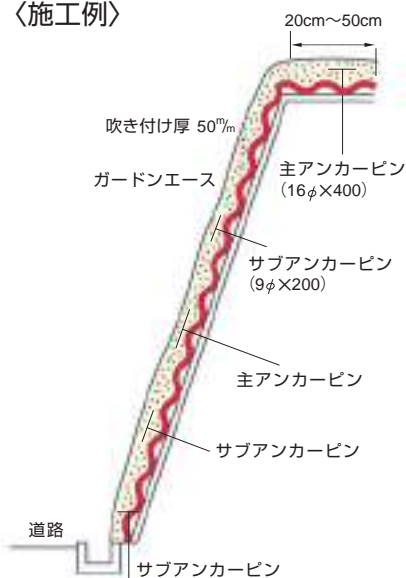 〈施工例〉
20cm～50cm
吹き付け厚 50㎜
ガードンエース
主アンカーピン
(16φ×400)
サブアンカーピン
(9φ×200)
主アンカーピン
サブアンカーピン
道路
サブアンカーピン